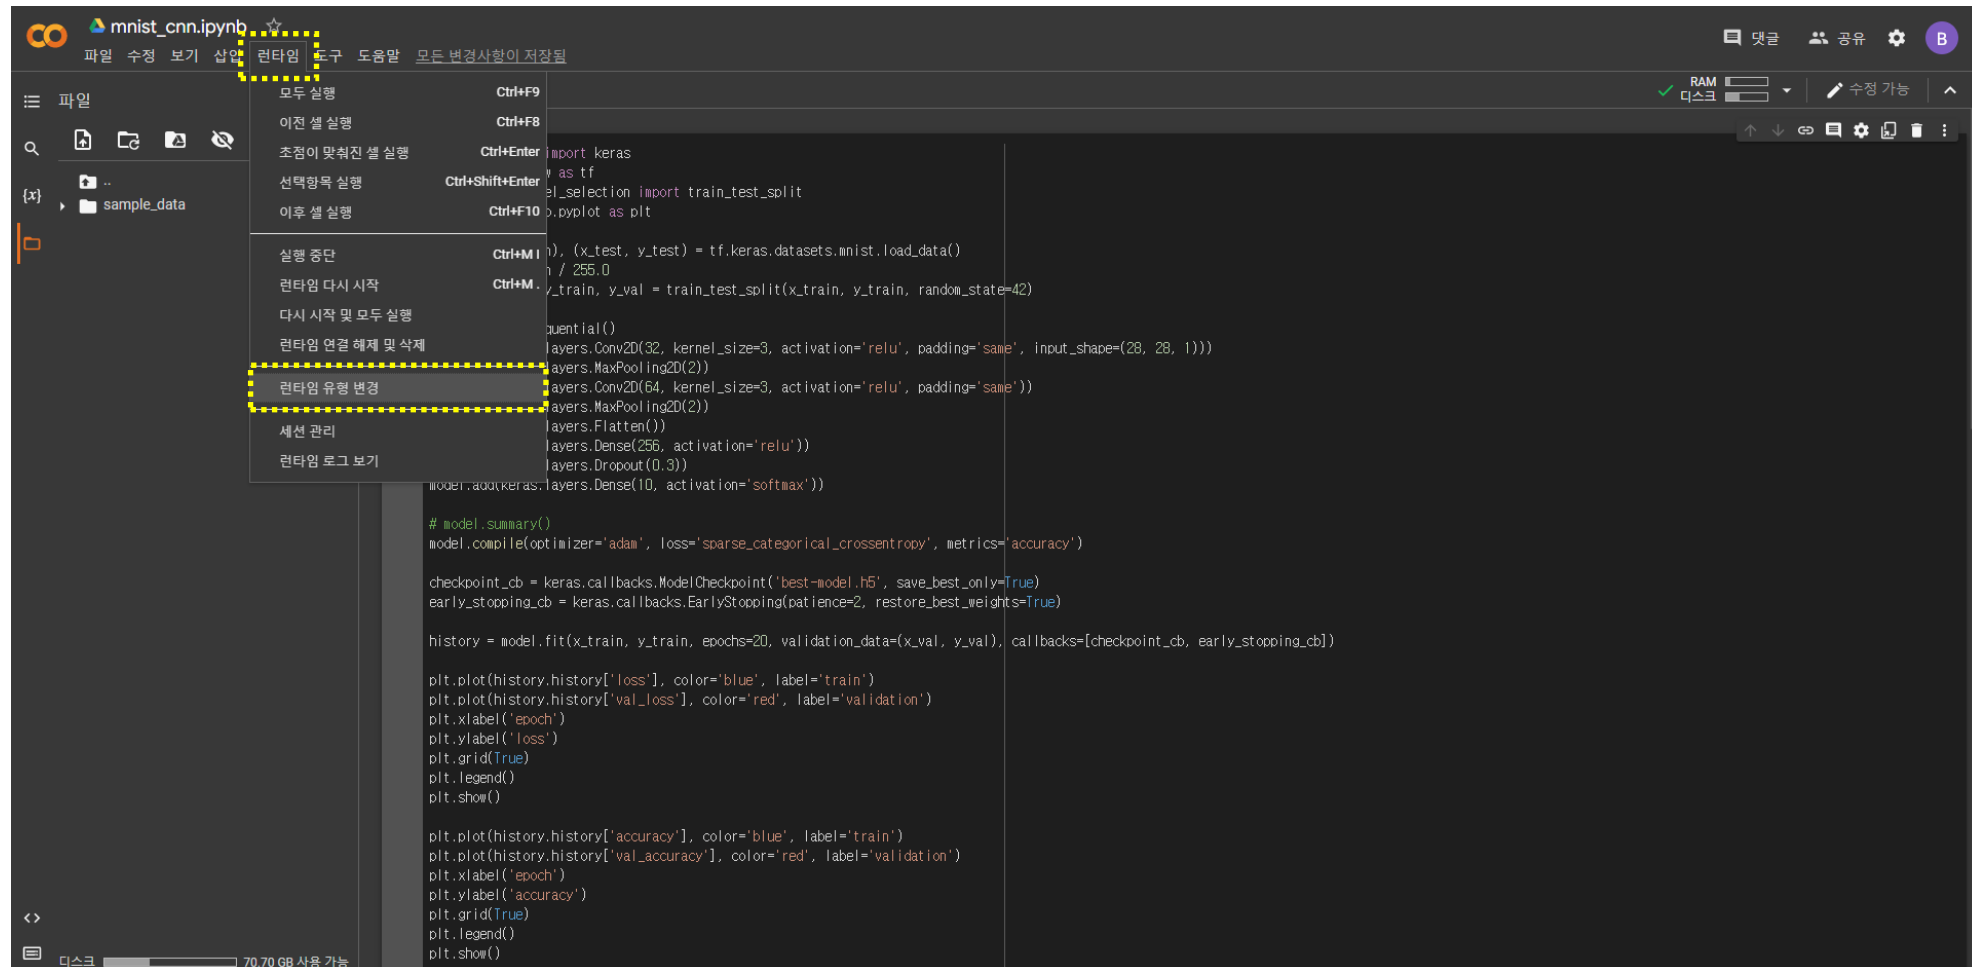 mnist_cnn.ipynb
파일 수정 보기 삽입 런타임 도구 도움말 모든 변경사항이 저장됨
댓글 공유 B
파일
RAM
디스크
수정 가능
모두 실행 Ctrl+F9
이전 셀 실행 Ctrl+F8
초점이 맞춰진 셀 실행 Ctrl+Enter
선택항목 실행 Ctrl+Shift+Enter
이후 셀 실행 Ctrl+F10
실행 중단 Ctrl+M I
런타임 다시 시작 Ctrl+M .
다시 시작 및 모두 실행
런타임 연결 해제 및 삭제
런타임 유형 변경
세션 관리
런타임 로그 보기
..
sample_data
{x}
import keras
as tf
el_selection import train_test_split
.pyplot as plt
), (x_test, y_test) = tf.keras.datasets.mnist.load_data()
/ 255.0
y_train, y_val = train_test_split(x_train, y_train, random_state=42)
quential()
layers.Conv2D(32, kernel_size=3, activation='relu', padding='same', input_shape=(28, 28, 1)))
layers.MaxPooling2D(2))
layers.Conv2D(64, kernel_size=3, activation='relu', padding='same'))
layers.MaxPooling2D(2))
layers.Flatten())
layers.Dense(256, activation='relu'))
layers.Dropout(0.3))
model.add(keras.layers.Dense(10, activation='softmax'))
# model.summary()
model.compile(optimizer='adam', loss='sparse_categorical_crossentropy', metrics='accuracy')
checkpoint_cb = keras.callbacks.ModelCheckpoint('best-model.h5', save_best_only=True)
early_stopping_cb = keras.callbacks.EarlyStopping(patience=2, restore_best_weights=True)
history = model.fit(x_train, y_train, epochs=20, validation_data=(x_val, y_val), callbacks=[checkpoint_cb, early_stopping_cb])
plt.plot(history.history['loss'], color='blue', label='train')
plt.plot(history.history['val_loss'], color='red', label='validation')
plt.xlabel('epoch')
plt.ylabel('loss')
plt.grid(True)
plt.legend()
plt.show()
plt.plot(history.history['accuracy'], color='blue', label='train')
plt.plot(history.history['val_accuracy'], color='red', label='validation')
plt.xlabel('epoch')
plt.ylabel('accuracy')
plt.grid(True)
plt.legend()
plt.show()
디스크 70.70 GB 사용 가능